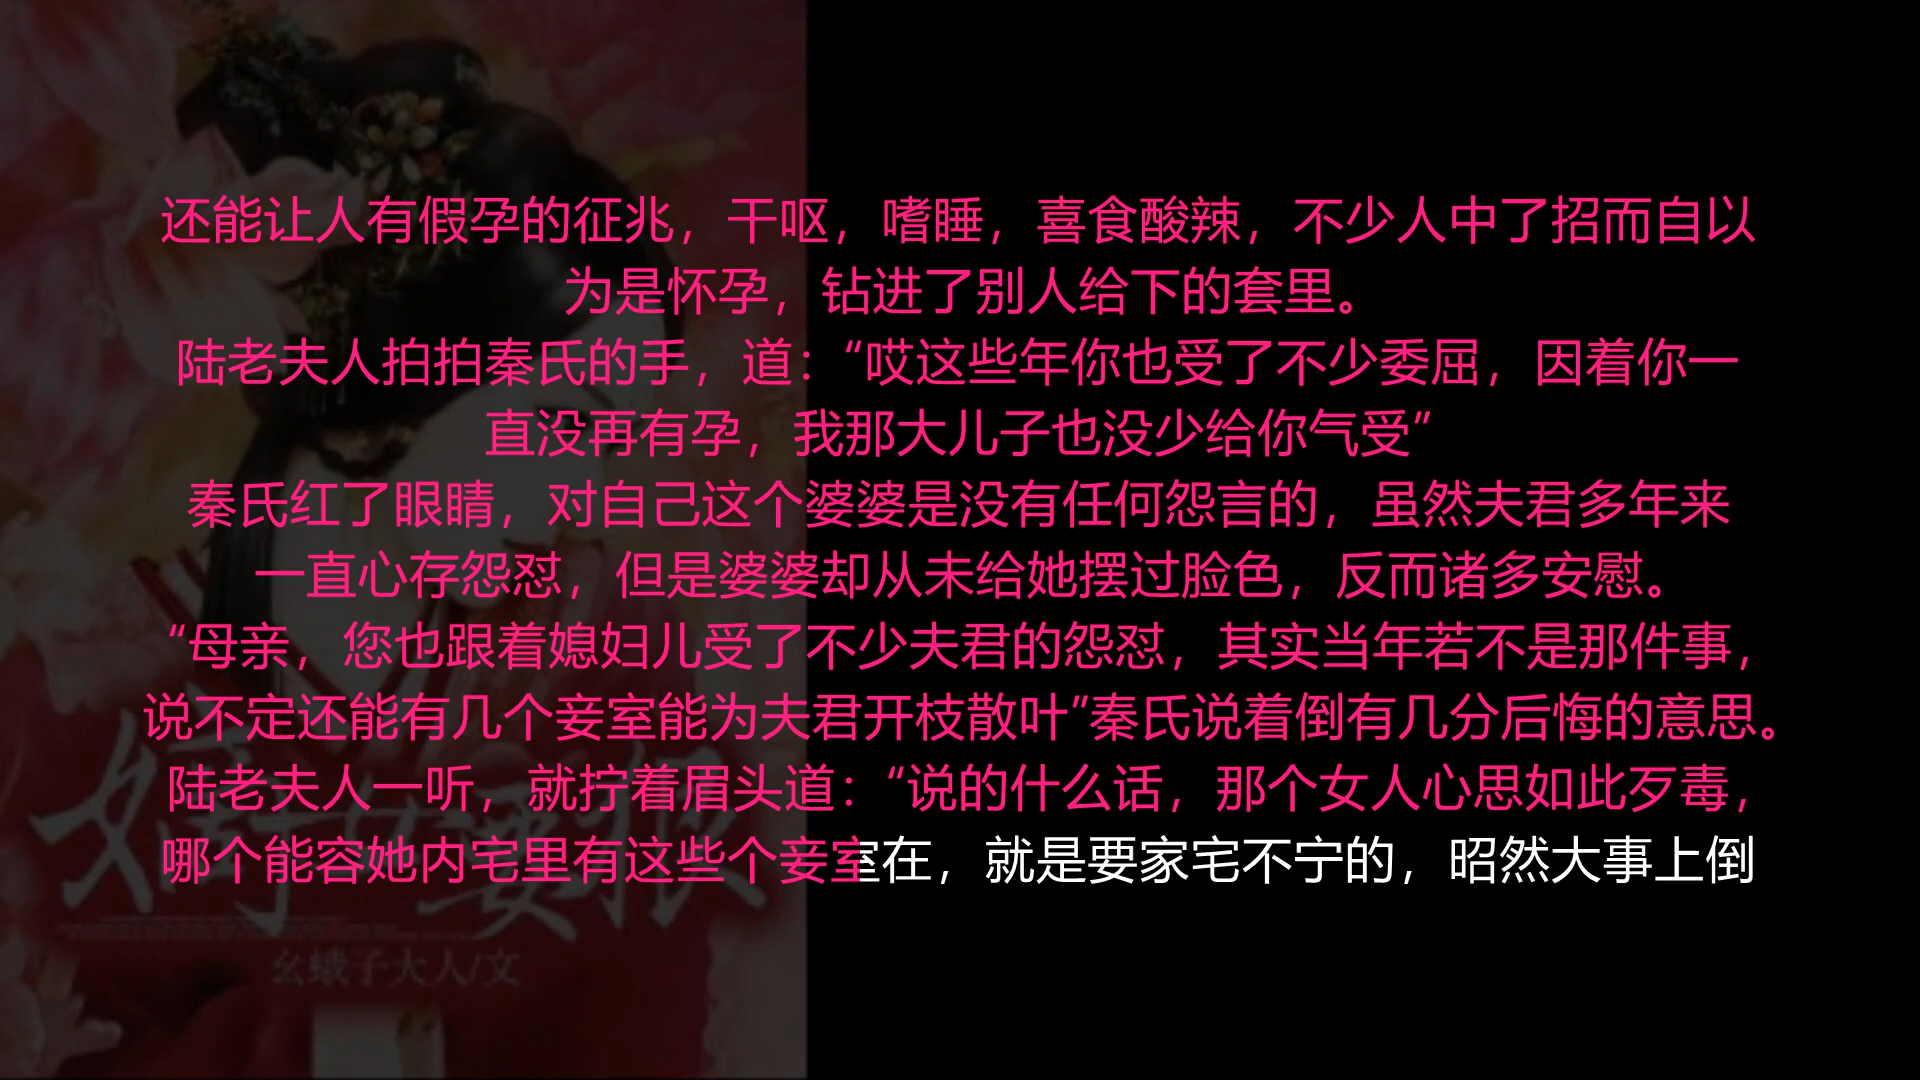 还能让人有假孕的征兆，干呕，嗜睡，喜食酸辣，不少人中了招而自以
为是怀孕，钻进了别人给下的套里。
陆老夫人拍拍秦氏的手，道：“哎这些年你也受了不少委屈，因着你一
直没再有孕，我那大儿子也没少给你气受”
秦氏红了眼睛，对自己这个婆婆是没有任何怨言的，虽然夫君多年来
一直心存怨怼，但是婆婆却从未给她摆过脸色，反而诸多安慰。
“母亲，您也跟着媳妇儿受了不少夫君的怨怼，其实当年若不是那件事，
说不定还能有几个妾室能为夫君开枝散叶”秦氏说着倒有几分后悔的意思。
陆老夫人一听，就拧着眉头道：“说的什么话，那个女人心思如此歹毒，
哪个能容她内宅里有这些个妾室在，就是要家宅不宁的，昭然大事上倒
幺蛾子大人/文